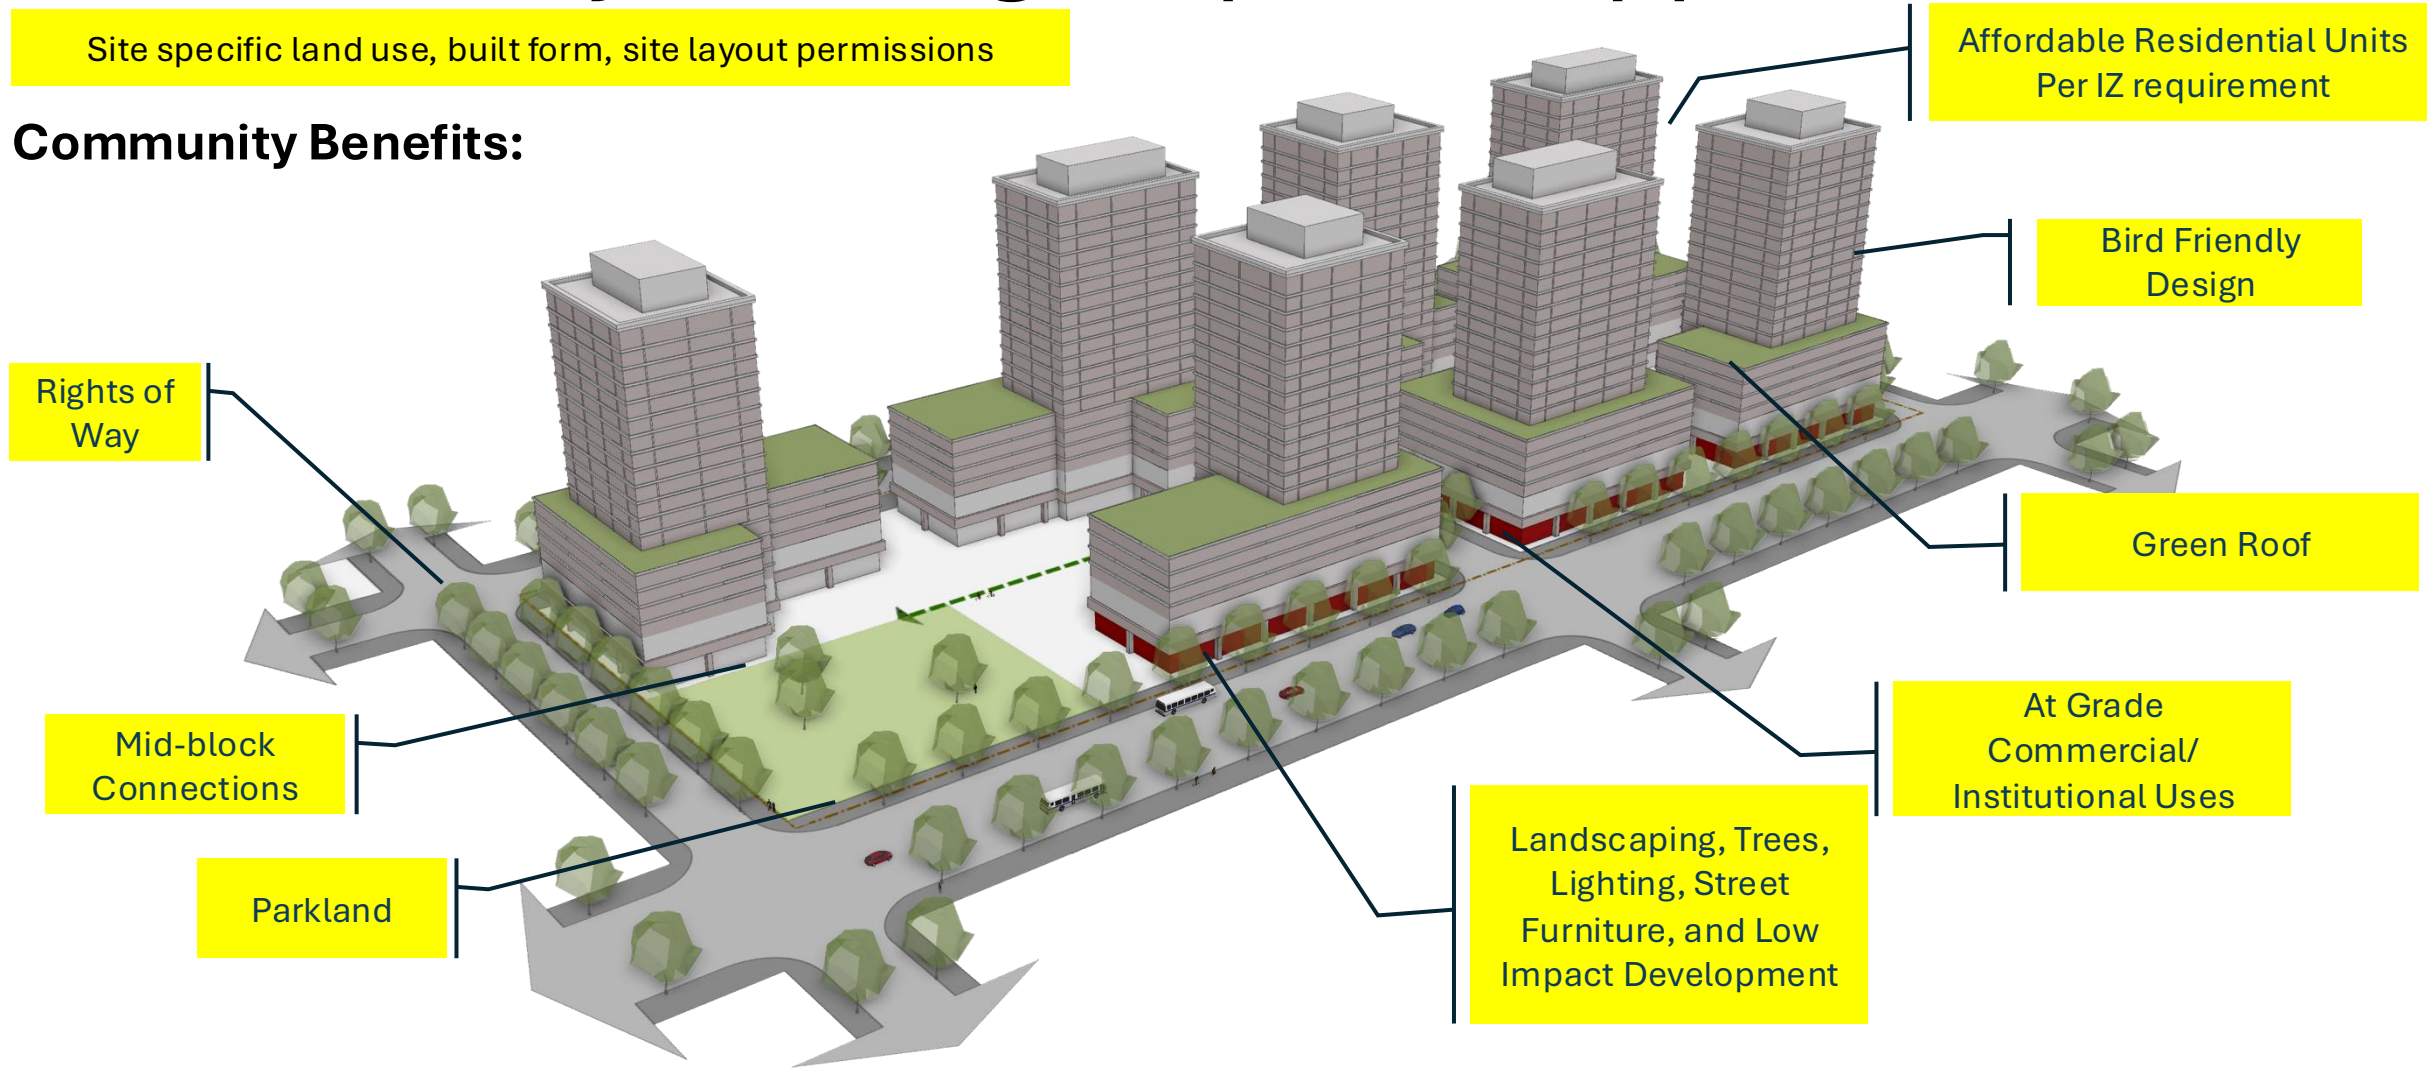 Site specific land use, built form, site layout permissions
Community Benefits:
Affordable Residential Units
Per IZ requirement
Bird Friendly
Design
Rights of
Way
Green Roof
Mid-block
Connections
At Grade
Commercial/
Institutional Uses
Landscaping, Trees,
Lighting, Street
Furniture, and Low
Impact Development
Parkland